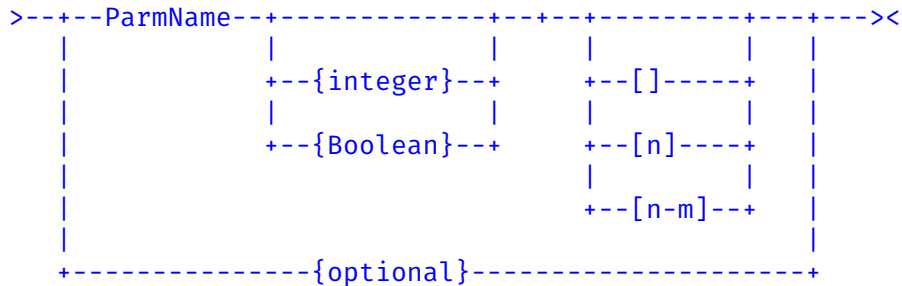 >--+--ParmName--+-------------+--+--+---------+---+--->< 
   |            |             |     |         |   |
   |            +--{integer}--+     +--[]-----+   |
   |            |             |     |         |   |
   |            +--{Boolean}--+     +--[n]----+   |
   |                                |         |   |
   |                                +--[n-m]--+   |
   |                                              |
   +---------------{optional}---------------------+